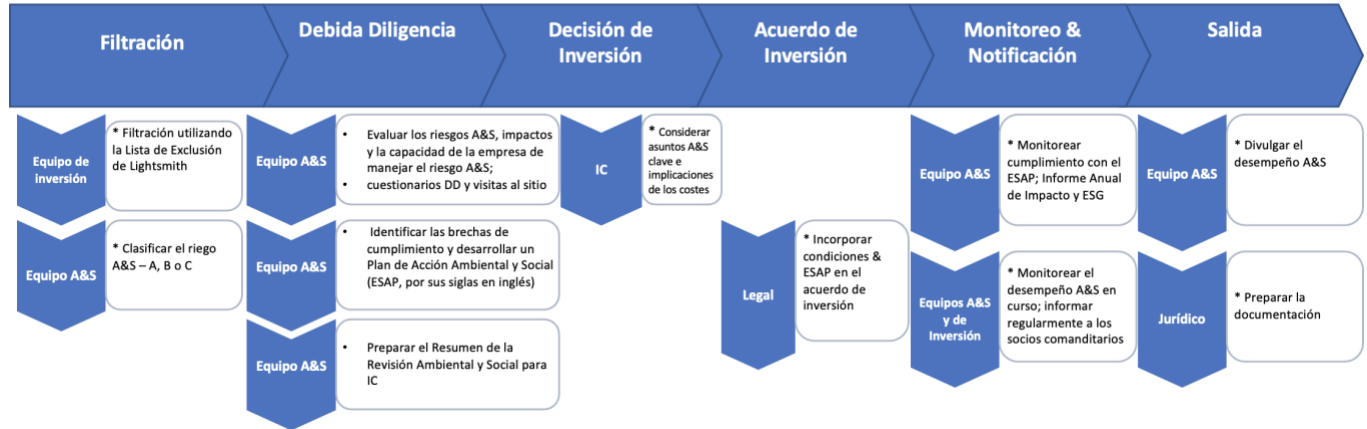 Filtración
Debida Diligencia
Decisión de
Inversión
Acuerdo de
Inversión
Monitoreo &
Notificación
Salida
Equipo de
inversión
* Filtración utilizando
la Lista de Exclusión
de Lightsmith
Equipo A&S
* Clasificar el riego
A&S – A, B o C
Equipo A&S
• Evaluar los riesgos A&S, impactos
y la capacidad de la empresa de
manejar el riesgo A&S;
• cuestionarios DD y visitas al sitio
Equipo A&S
• Identificar las brechas de
cumplimiento y desarrollar un
Plan de Acción Ambiental y Social
(ESAP, por sus siglas en inglés)
Equipo A&S
• Preparar el Resumen de la
Revisión Ambiental y Social para
IC
IC
* Considerar
asuntos A&S
clave e
implicaciones
de los costes
Legal
* Incorporar
condiciones &
ESAP en el
acuerdo de
inversión
Equipo A&S
* Monitorear
cumplimiento con el
ESAP; Informe Anual
de Impacto y ESG
Equipos A&S
y de
Inversión
* Monitorear el
desempeño A&S en
curso; informar
regularmente a los
socios comanditarios
Equipo A&S
* Divulgar el
desempeño A&S
Jurídico
* Preparar la
documentación